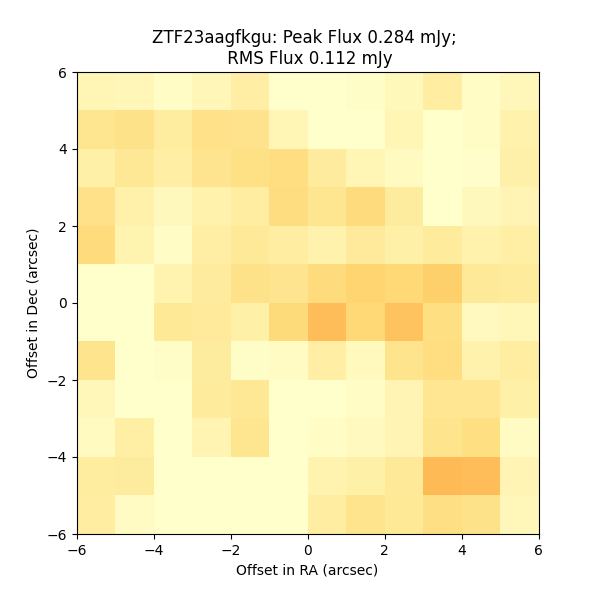 ZTF23aagfkgu: Peak Flux 0.284 mJy;
RMS Flux 0.112 mJy
6
4
2
0
−2
−4
−6
Offset in Dec (arcsec)
−6 −4 −2 0 2 4 6
Offset in RA (arcsec)